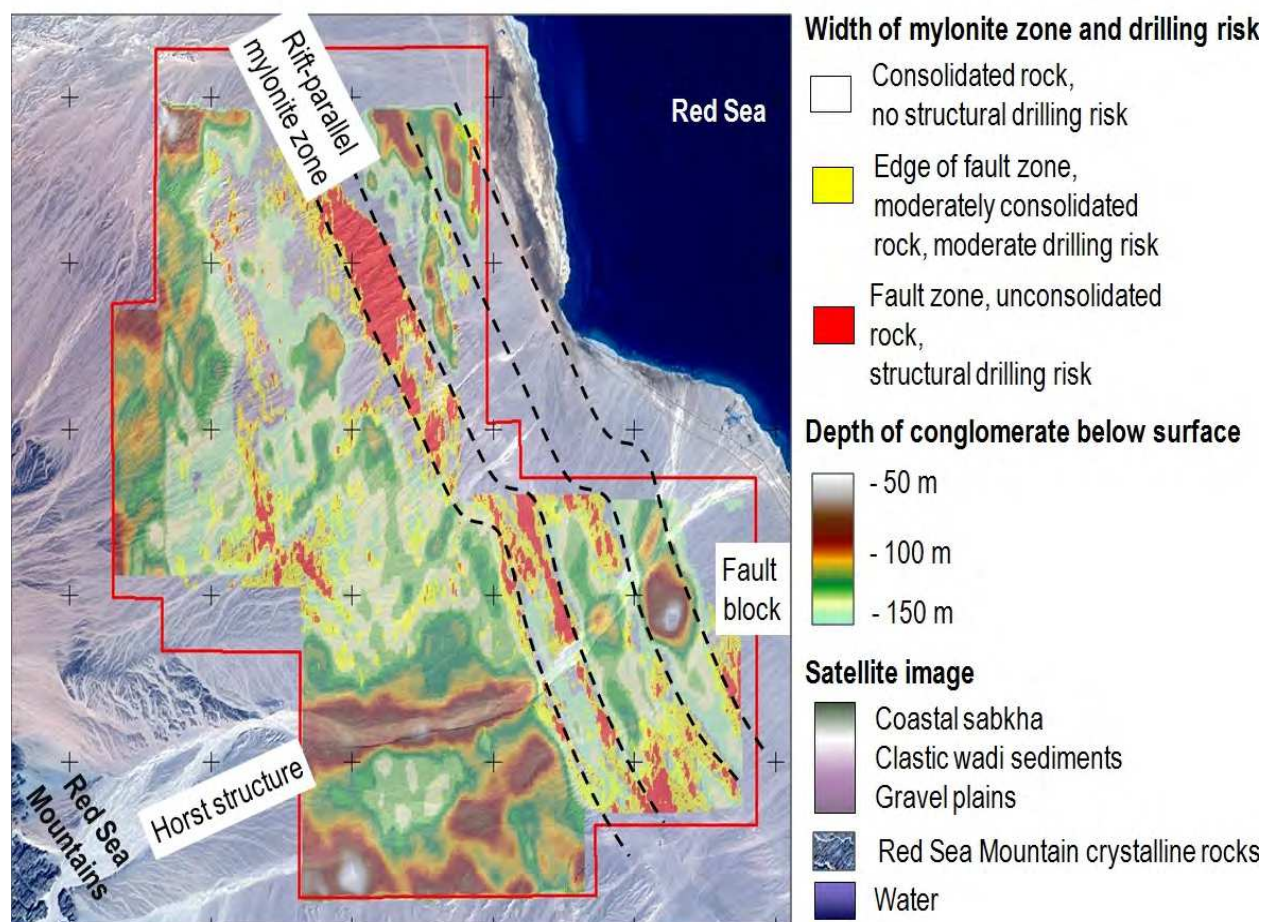 Rift-parallel
mylonite zone
Red Sea
Fault
block
Horst structure
Red Sea
Mountains
Width of mylonite zone and drilling risk
Consolidated rock,
no structural drilling risk
Edge of fault zone,
moderately consolidated
rock, moderate drilling risk
Fault zone, unconsolidated
rock,
structural drilling risk
Depth of conglomerate below surface
- 50 m
- 100 m
- 150 m
Satellite image
Coastal sabkha
Clastic wadi sediments
Gravel plains
Red Sea Mountain crystalline rocks
Water